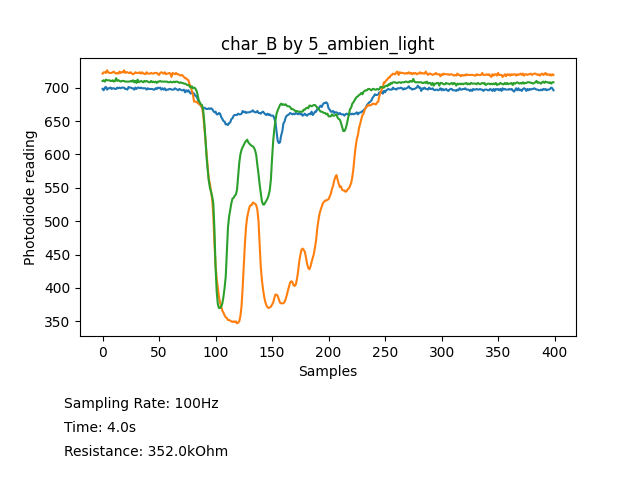 char_B by 5_ambien_light
Photodiode reading
700
650
600
550
500
450
400
350
0 50 100 150 200 250 300 350 400
Samples
Sampling Rate: 100Hz
Time: 4.0s
Resistance: 352.0kOhm